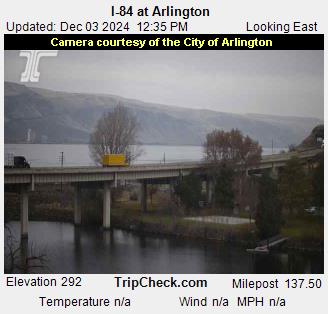 I-84 at Arlington
Updated: Dec 03 2024 12:35 PM Looking East
Camera courtesy of the City of Arlington
Elevation 292 TripCheck.com Milepost 137.50
Temperature n/a Wind n/a MPH n/a